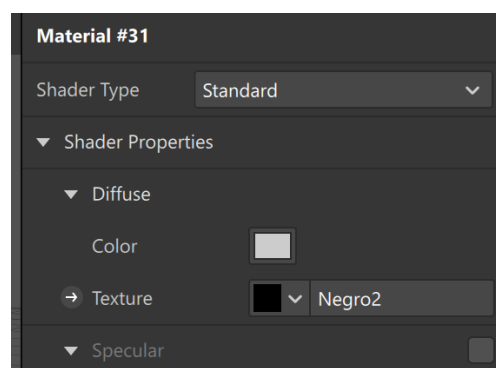 Material #31
Shader Type Standard
Shader Properties
Diffuse
Color
Texture Negro2
Specular